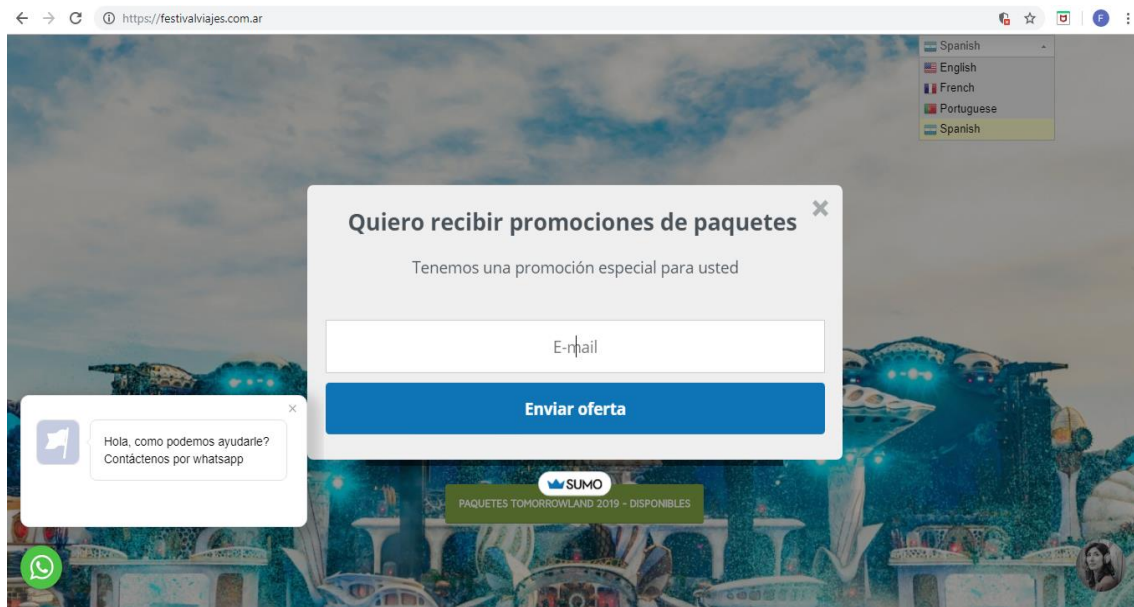 https://festivalviajes.com.ar
F
Spanish
English
French
Portuguese
Spanish
Quiero recibir promociones de paquetes
Tenemos una promoción especial para usted
E-mail
Enviar oferta
Hola, como podemos ayudarle?
Contáctenos por whatsapp
SUMO
PAQUETES TOMORROWLAND 2019 - DISPONIBLES